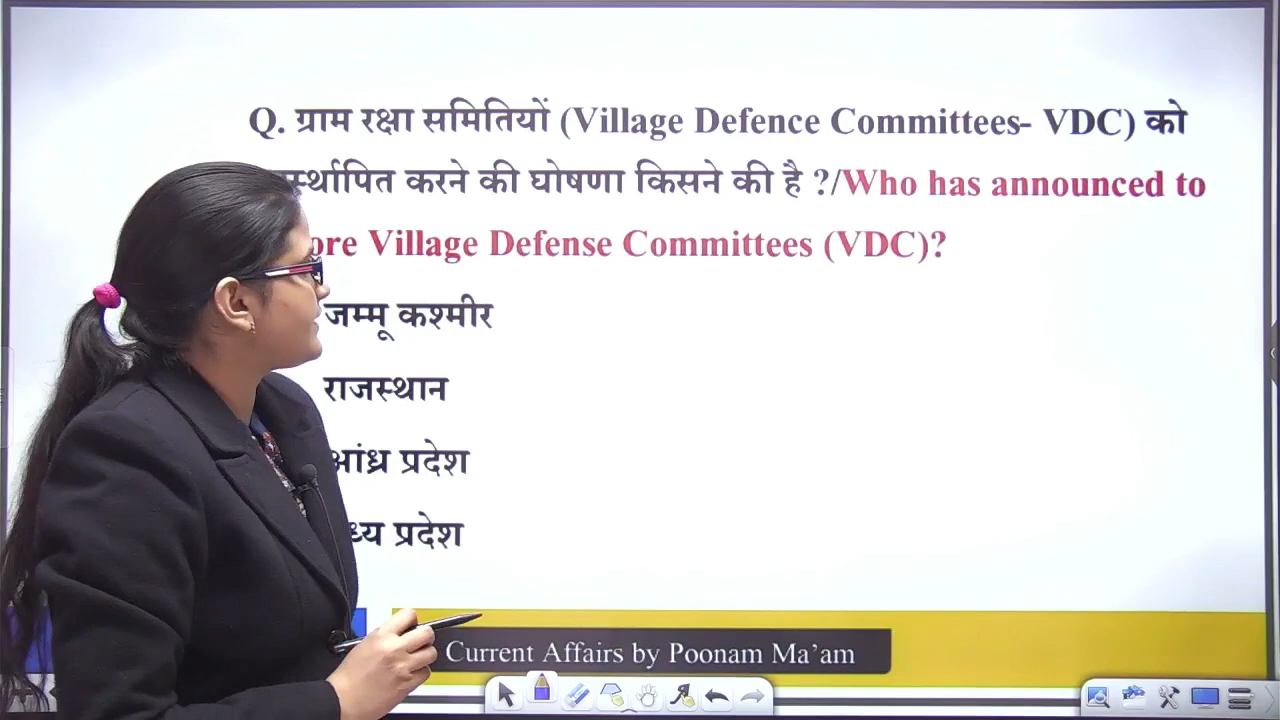 Q. ग्राम रक्षा समितियों (Village Defence Committees- VDC) को
करने की घोषणा किसने की है ?/Who has announced to
Village Defense Committees (VDC)?
जम्मू कश्मीर
राजस्थान
आंध्र प्रदेश
प्रदेश
Current Affairs by Poonam Ma’am